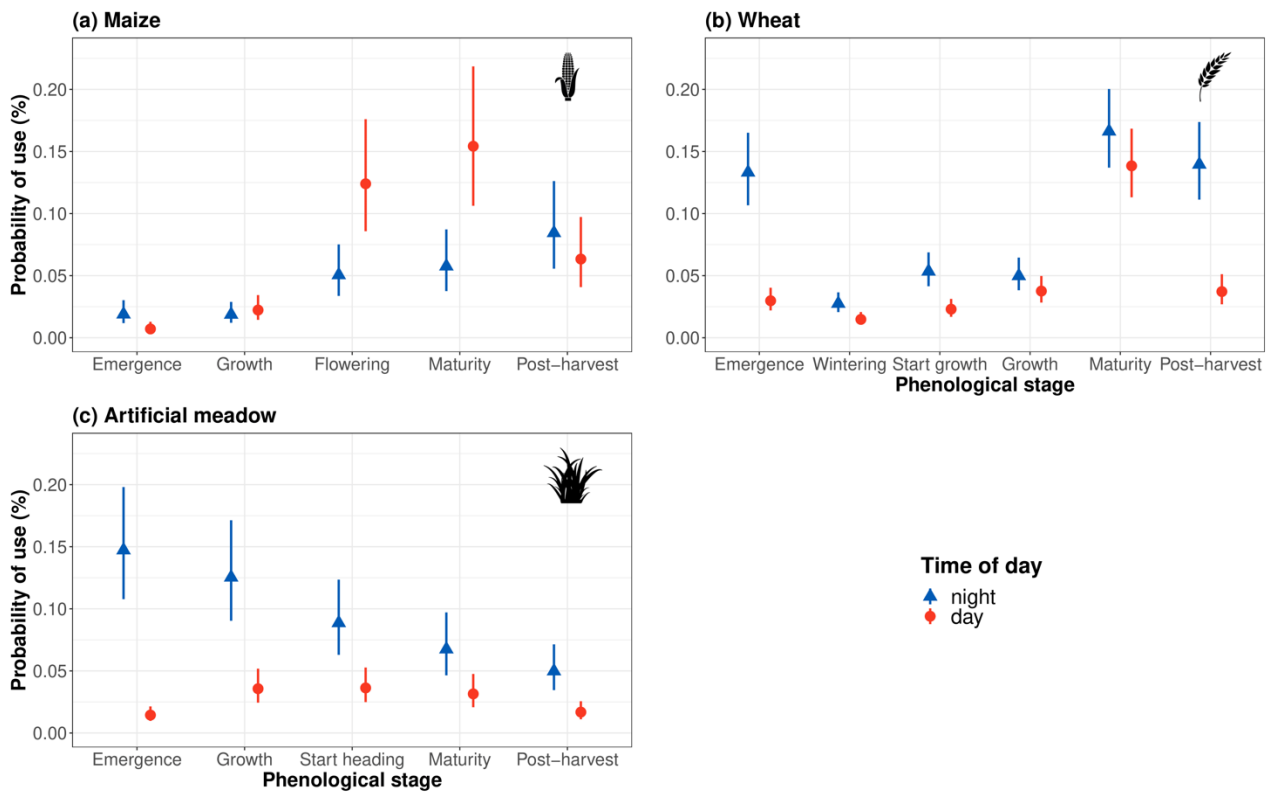 (a) Maize
Probability of use (%)
0.20
0.15
0.10
0.05
0.00
Emergence Growth Flowering Maturity Post-harvest
(b) Wheat
0.20
0.15
0.10
0.05
0.00
Emergence Wintering Start growth Growth Maturity Post-harvest
Phenological stage
(c) Artificial meadow
Probability of use (%)
0.20
0.15
0.10
0.05
0.00
Emergence Growth Start heading Maturity Post-harvest
Phenological stage
Time of day
night
day